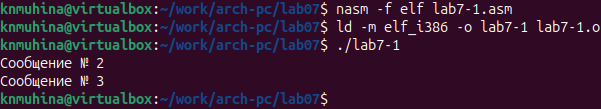 knmuhina@virtualbox:~/work/arch-pc/lab07$ nasm -f elf lab7-1.asm
knmuhina@virtualbox:~/work/arch-pc/lab07$ ld -m elf_i386 -o lab7-1 lab7-1.o
knmuhina@virtualbox:~/work/arch-pc/lab07$ ./lab7-1
Сообщение № 2
Сообщение № 3
knmuhina@virtualbox:~/work/arch-pc/lab07$